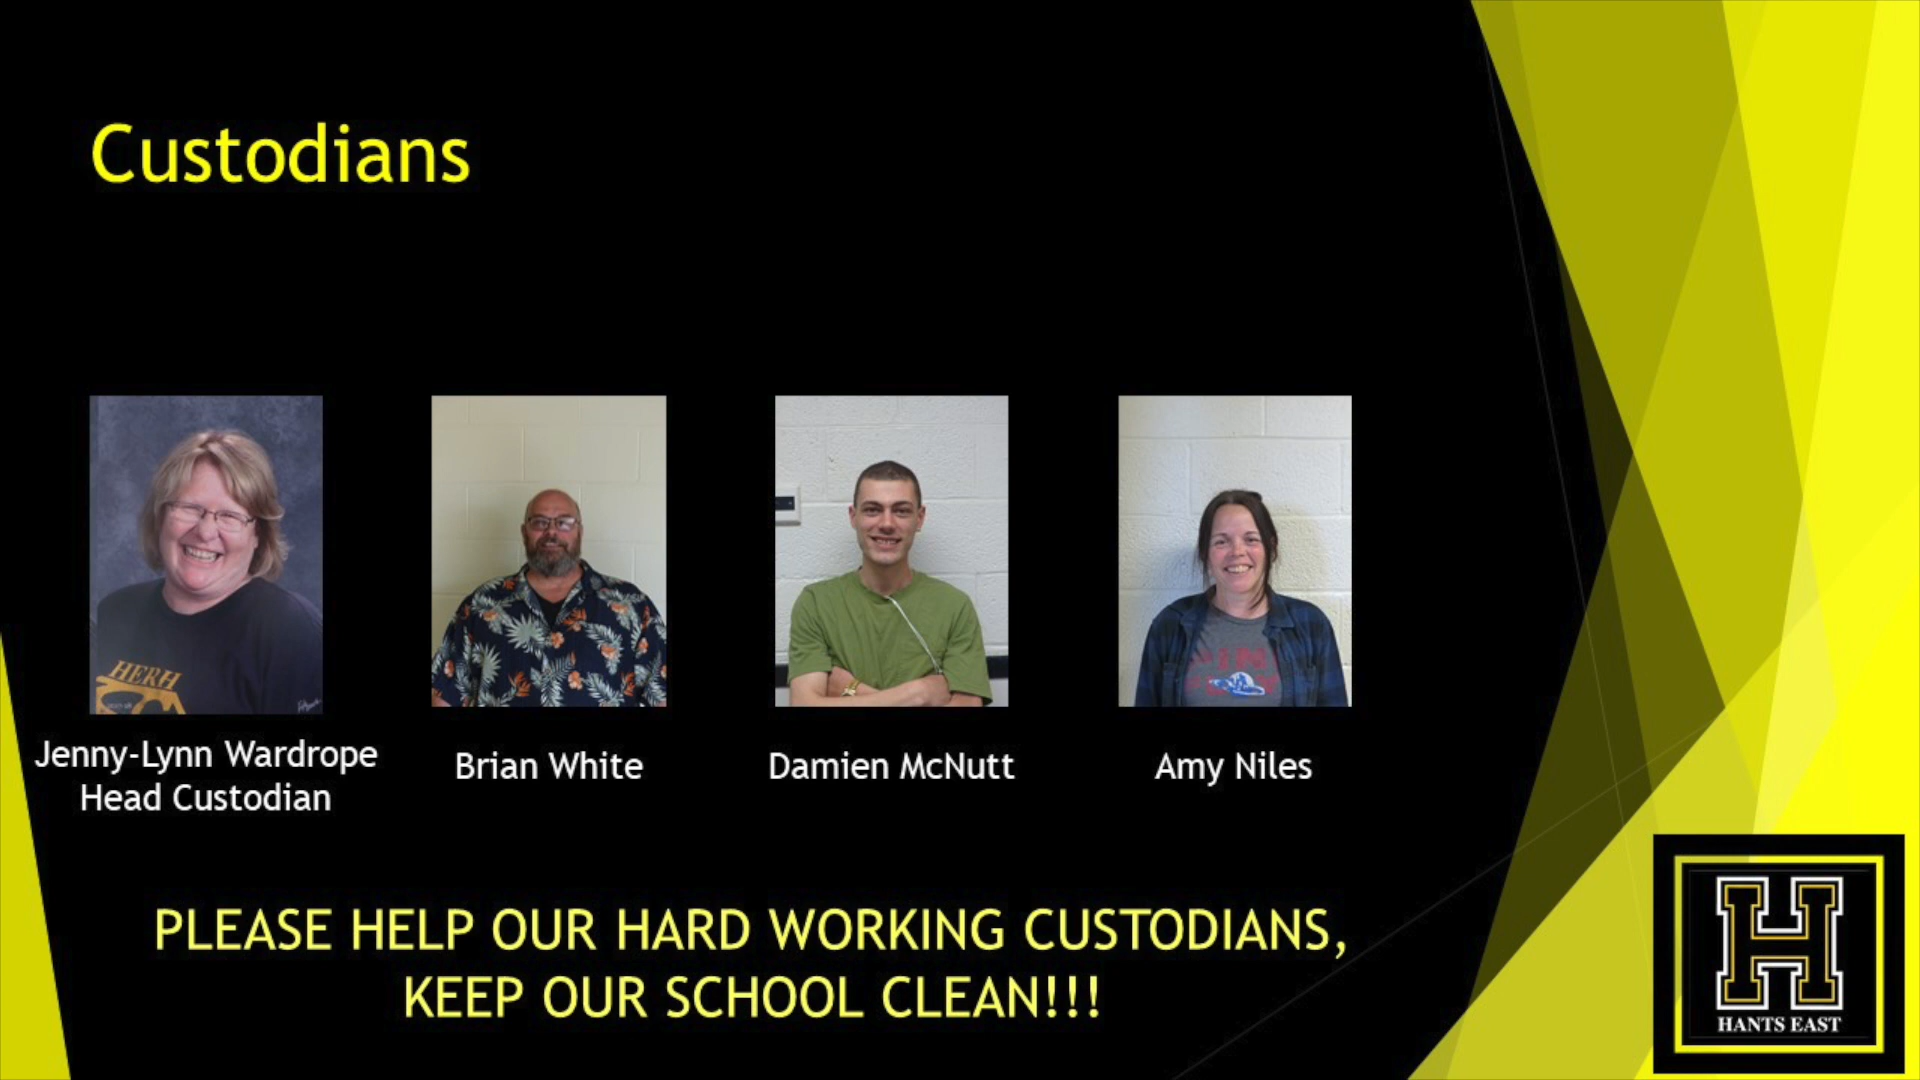 Custodians
HERH
Jenny-Lynn Wardrope
Head Custodian
Brian White
Damien McNutt
Amy Niles
PLEASE HELP OUR HARD WORKING CUSTODIANS,
KEEP OUR SCHOOL CLEAN!!!
H
HANTS EAST